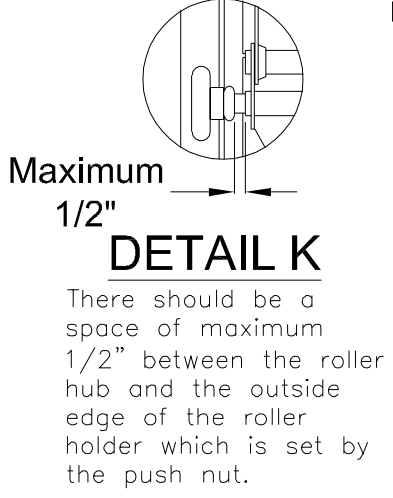 Maximum
1/2"
DETAIL K
There should be a
space of maximum
1/2" between the roller
hub and the outside
edge of the roller
holder which is set by
the push nut.